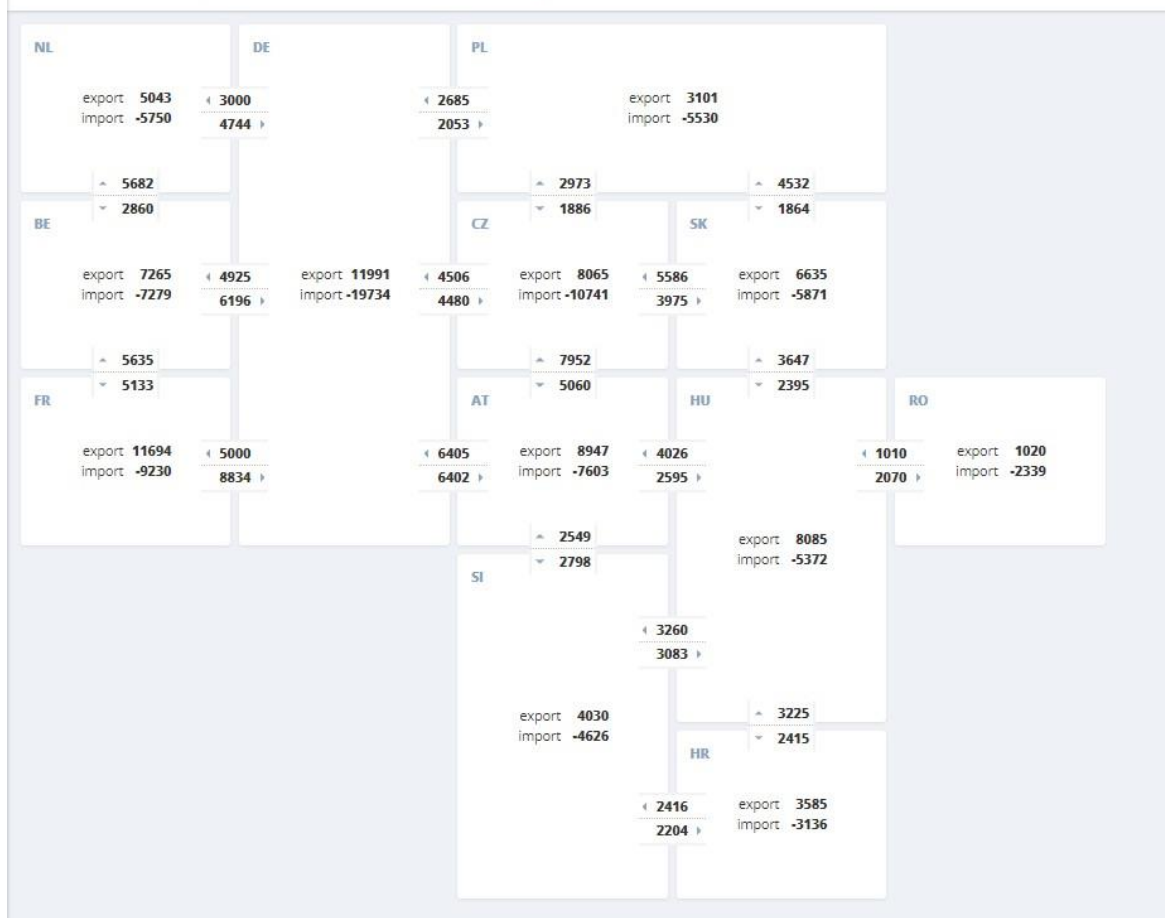 NL DE PL
export 5043 3000 2685 export 3101
import -5750 4744 2053 import -5530
5682 2973 4532
2860 1886 1864
BE CZ SK
export 7265 4925 export 11991 4506 export 8065 5586 export 6635
import -7279 6196 import -19734 4480 import -10741 3975 import -5871
5635 7952 3647
5133 5060 2395
FR AT HU RO
export 11694 5000 6405 export 8947 4026 1010 export 1020
import -9230 8834 6402 import -7603 2595 2070 import -2339
2549 export 8085
2798 import -5372
SI
3260
3083
export 4030 3225
import -4626 2415
HR
2416 export 3585
2204 import -3136